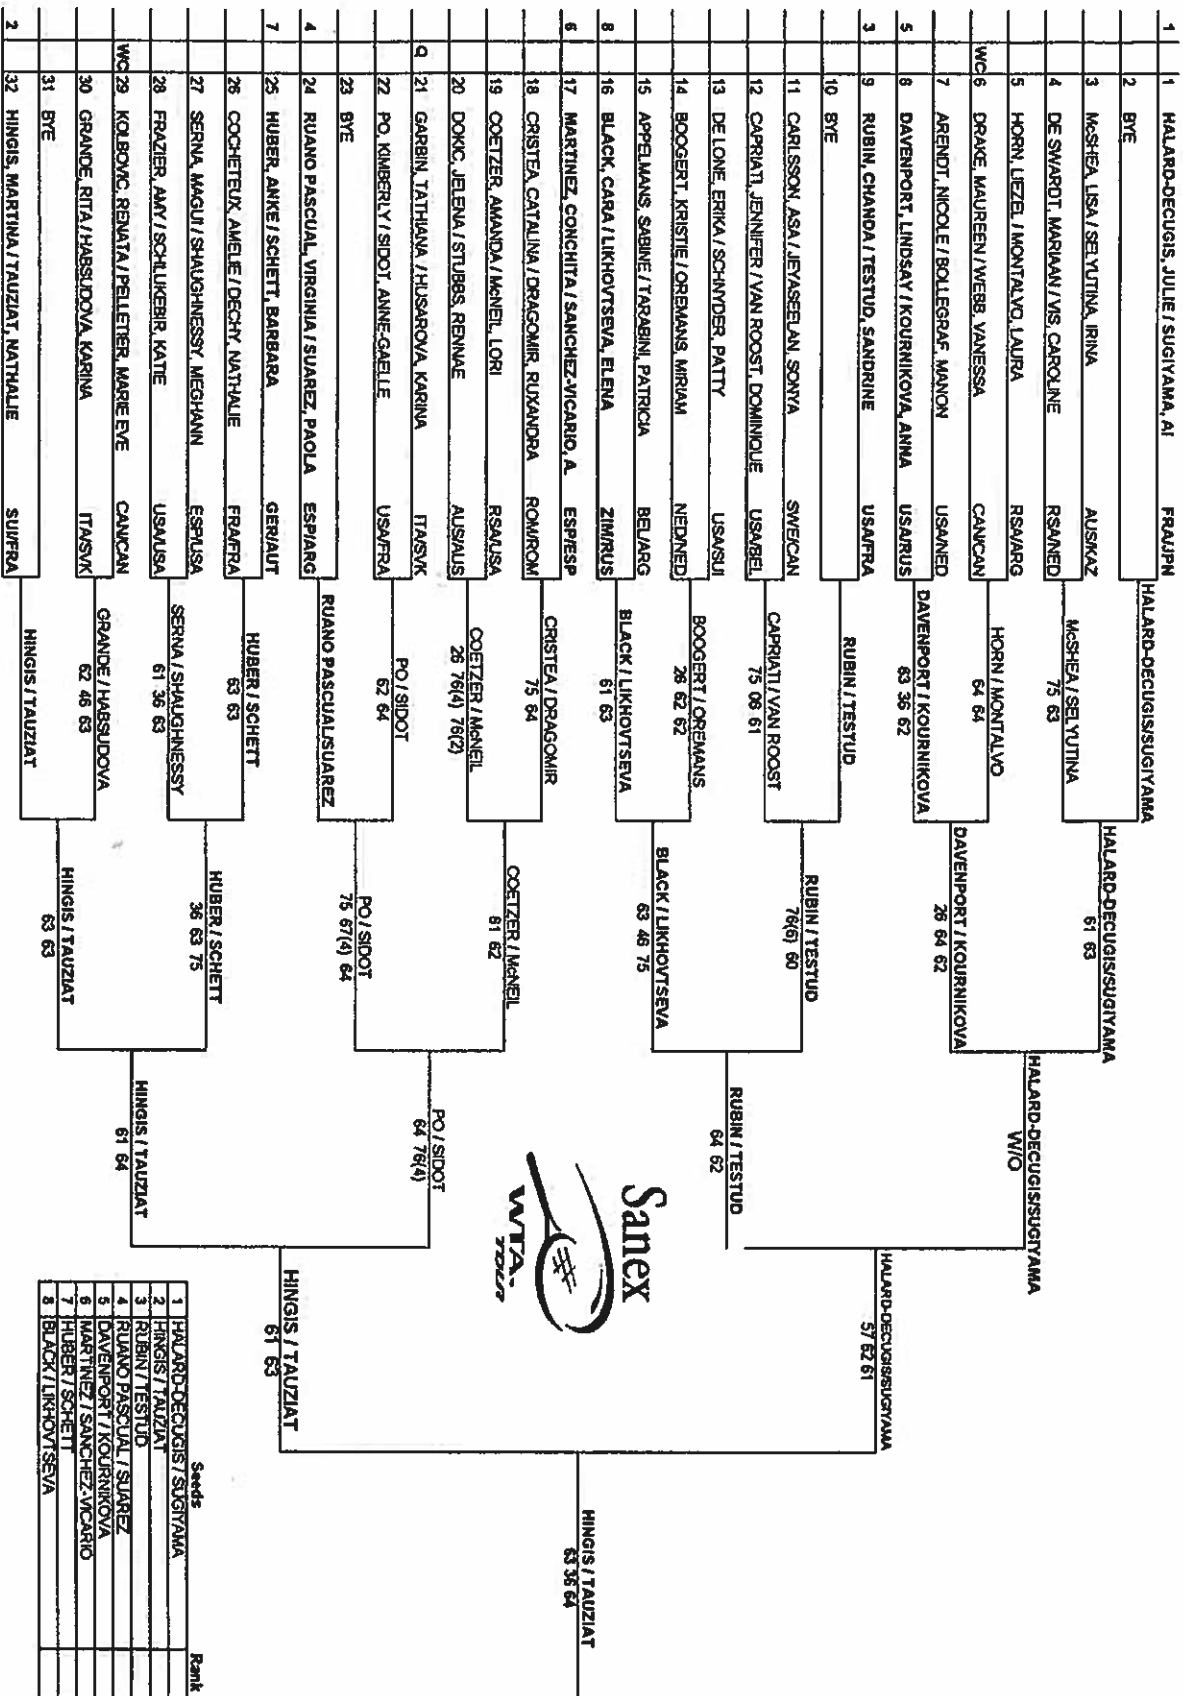 1 1 HALARD-DECUGIS, JULIE / SUGIYAMA, AI FRA/JPN
2 BYE
3 McSHEA, LISA / SELYUTINA, IRINA AUS/KAZ
4 DE SWARDT, MARIAAN / VIS, CAROLINE RSA/NED
5 HORN, LIEZEL / MONTALVO, LAURA RSA/ARG
WC 6 DRAKE, MAUREEN / WEBB, VANESSA CAN/CAN
7 ARENDT, NICOLE / BOLLEGRAF, MANON USA/NED
5 8 DAVENPORT, LINDSAY / KOURNIKOVA, ANNA USA/RUS
3 9 RUBIN, CHANDA / TESTUD, SANDRINE USA/FRA
10 BYE
11 CARLSSON, ASA / JEYASEELAN, SONYA SWE/CAN
12 CAPRIATI, JENNIFER / VAN ROOST, DOMINIQUE USA/BEL
13 DE LONE, ERIKA / SCHNYDER, PATTY USA/SUI
14 BOOGERT, KRISTIE / OREMANS, MIRIAM NED/NED
15 APPELMANS, SABINE / TARABINI, PATRICIA BEL/ARG
8 16 BLACK, CARA / LIKHOVTSEVA, ELENA ZIM/RUS
6 17 MARTINEZ, CONCHITA / SANCHEZ-VICARIO, A. ESP/ESP
18 CRISTEA, CATALINA / DRAGOMIR, RUXANDRA ROM/ROM
19 COETZER, AMANDA / McNEIL, LORI RSA/USA
20 DOKIC, JELENA / STUBBS, RENNAE AUS/AUS
Q 21 GARBIN, TATHIANA / HUSAROVA, KARINA ITA/SVK
22 PO, KIMBERLY / SIDOT, ANNE-GAELLE USA/FRA
23 BYE
4 24 RUANO PASCUAL, VIRGINIA / SUAREZ, PAOLA ESP/ARG
7 25 HUBER, ANKE / SCHETT, BARBARA GER/AUT
26 COCHETEUX, AMELIE / DECHY, NATHALIE FRA/FRA
27 SERNA, MAGUI / SHAUGHNESSY, MEGHANN ESP/USA
28 FRAZIER, AMY / SCHLUKEBIR, KATIE USA/USA
WC 29 KOLBOVIC, RENATA / PELLETIER, MARIE EVE CAN/CAN
30 GRANDE, RITA / HABSUDOVA, KARINA ITA/SVK
31 BYE
2 32 HINGIS, MARTINA / TAUZIAT, NATHALIE SUI/FRA
HALARD-DECUGIS/SUGIYAMA
McSHEA / SELYUTINA
75 63
HORN / MONTALVO
64 64
DAVENPORT / KOURNIKOVA
63 36 62
RUBIN / TESTUD
CAPRIATI / VAN ROOST
75 06 61
BOOGERT / OREMANS
26 62 62
BLACK / LIKHOVTSEVA
61 63
CRISTEA / DRAGOMIR
75 64
COETZER / McNEIL
26 76(4) 76(2)
PO / SIDOT
62 64
RUANO PASCUAL/SUAREZ
HUBER / SCHETT
63 63
SERNA / SHAUGHNESSY
61 36 63
GRANDE / HABSUDOVA
62 46 63
HINGIS / TAUZIAT
HALARD-DECUGIS/SUGIYAMA
61 63
DAVENPORT / KOURNIKOVA
26 64 62
RUBIN / TESTUD
76(6) 60
BLACK / LIKHOVTSEVA
63 46 75
COETZER / McNEIL
61 62
PO / SIDOT
75 67(4) 64
HUBER / SCHETT
36 63 75
HINGIS / TAUZIAT
63 63
HALARD-DECUGIS/SUGIYAMA
W/O
RUBIN / TESTUD
64 62
PO / SIDOT
64 76(4)
HINGIS / TAUZIAT
61 64
Sanex
WTA
TOUR
HALARD-DECUGIS/SUGIYAMA
57 62 61
HINGIS / TAUZIAT
61 63
HINGIS / TAUZIAT
63 36 64
Seeds Rank
1 HALARD-DECUGIS / SUGIYAMA
2 HINGIS / TAUZIAT
3 RUBIN / TESTUD
4 RUANO PASCUAL / SUAREZ
5 DAVENPORT / KOURNIKOVA
6 MARTINEZ / SANCHEZ-VICARIO
7 HUBER / SCHETT
8 BLACK / LIKHOVTSEVA